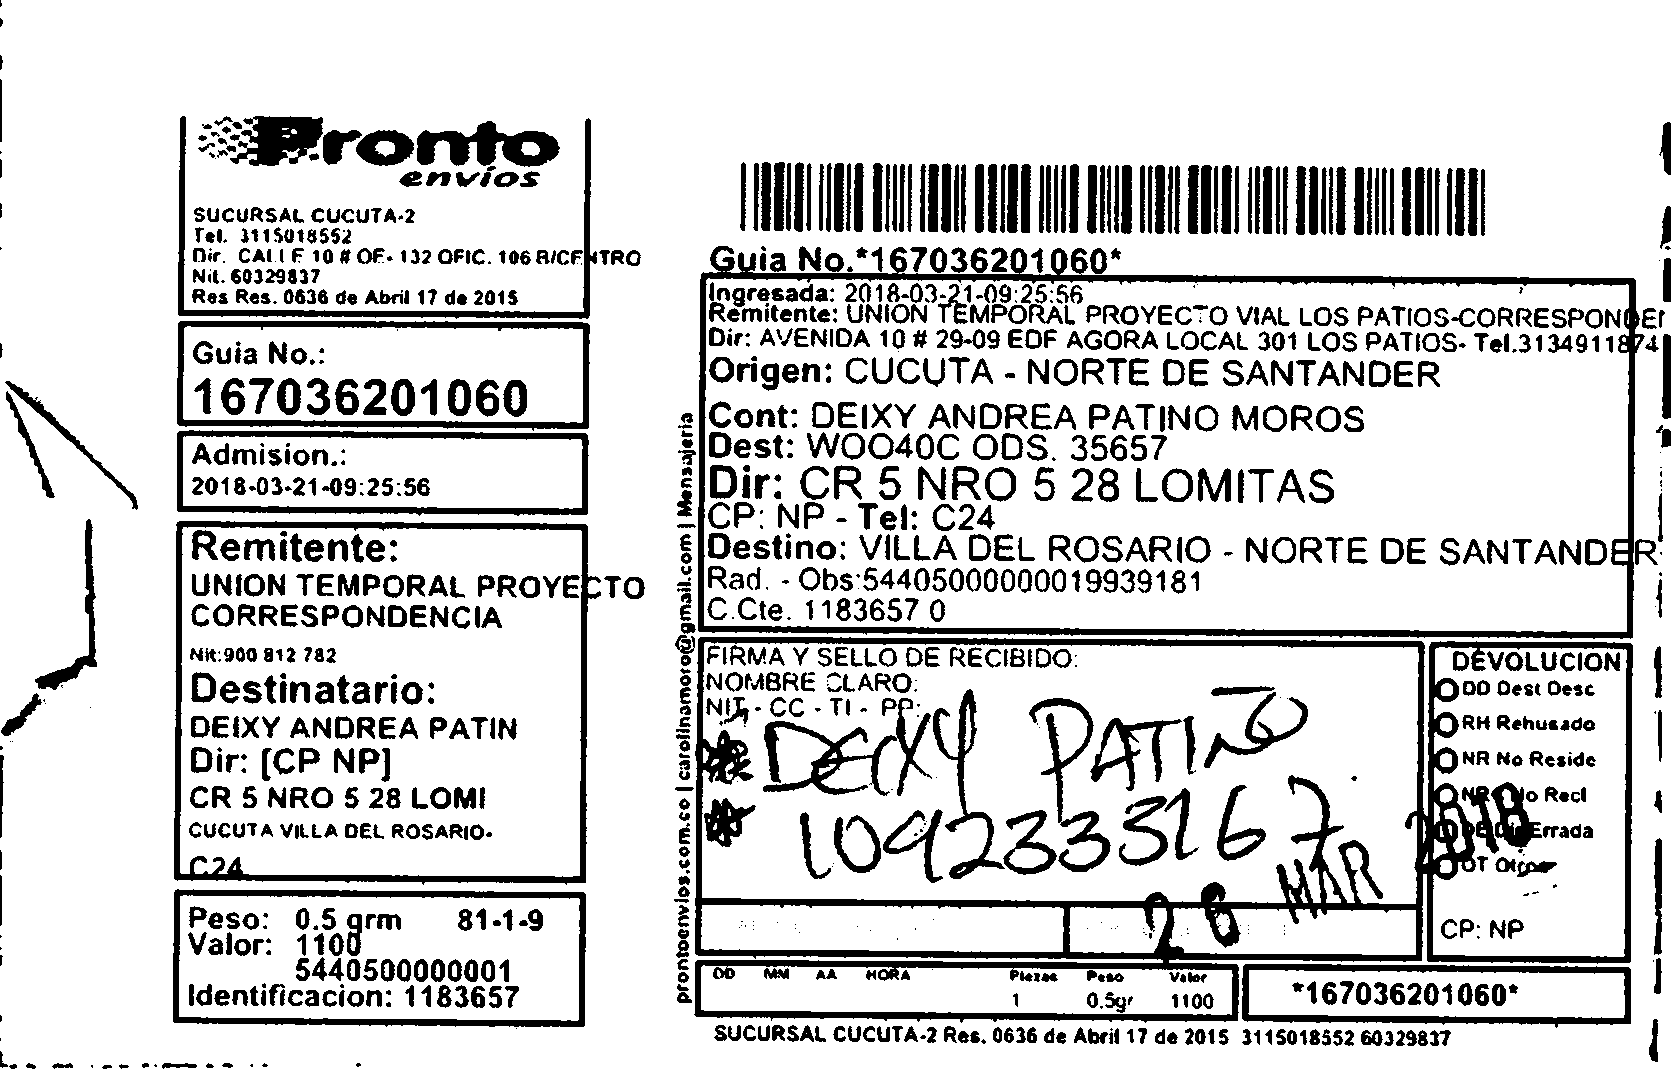 Pronto
envios
SUCURSAL CUCUTA-2
Tel. 3115018552
Dir. CALLE 10 # OE- 132 OFIC. 106 B/CENTRO
Nit. 60329837
Res Res. 0636 de Abril 17 de 2015
Guia No.:
167036201060
Admision.:
2018-03-21-09:25:56
Remitente:
UNION TEMPORAL PROYECTO
CORRESPONDENCIA
Nit:900 812 782
Destinatario:
DEIXY ANDREA PATIN
Dir: [CP NP]
CR 5 NRO 5 28 LOMI
CUCUTA VILLA DEL ROSARIO-
C24
Peso: 0.5 grm 81-1-9
Valor: 1100
5440500000001
Identificacion: 1183657
prontoenvios.com.co | carolinamoro@gmail.com | Mensajeria
Guia No.*167036201060*
Ingresada: 2018-03-21-09:25:56
Remitente: UNION TEMPORAL PROYECTO VIAL LOS PATIOS-CORRESPONDEN
Dir: AVENIDA 10 # 29-09 EDF AGORA LOCAL 301 LOS PATIOS- Tel.3134911874
Origen: CUCUTA - NORTE DE SANTANDER
Cont: DEIXY ANDREA PATINO MOROS
Dest: WOO40C ODS. 35657
Dir: CR 5 NRO 5 28 LOMITAS
CP: NP - Tel: C24
Destino: VILLA DEL ROSARIO - NORTE DE SANTANDER
Rad. - Obs:54405000000019939181
C.Cte. 1183657 0
FIRMA Y SELLO DE RECIBIDO:
NOMBRE CLARO:
NIT - CC - TI - PP:
DEIXY PATIÑO
1092333167
28 MAR 2018
DEVOLUCION
DD Dest Desc
RH Rehusado
NR No Reside
NR No Recl
DE Dir Errada
OT Otros
CP: NP
DD MM AA HORA Piezas Peso Valor
1 0.5gr 1100
*167036201060*
SUCURSAL CUCUTA-2 Res. 0636 de Abril 17 de 2015 3115018552 60329837